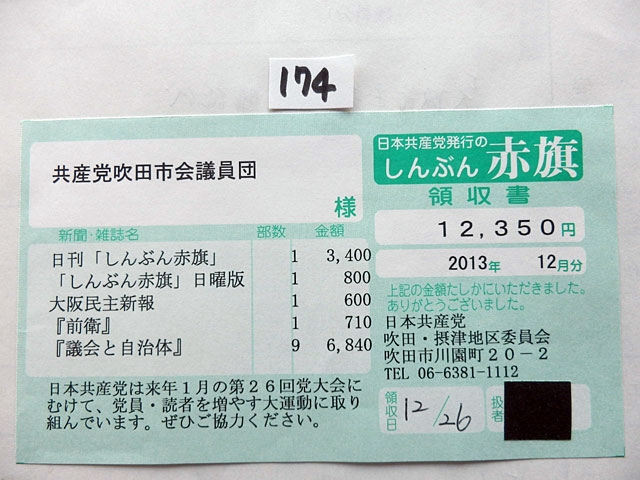 174
共産党吹田市会議員団
様
新聞・雑誌名 部数 金額
日刊「しんぶん赤旗」 1 3,400
「しんぶん赤旗」日曜版 1 800
大阪民主新報 1 600
『前衛』 1 710
『議会と自治体』 9 6,840
日本共産党は来年1月の第26回党大会に
むけて、党員・読者を増やす大運動に取り
組んでいます。ぜひご協力ください。
日本共産党発行の
しんぶん赤旗
領収書
12,350円
2013年 12月分
上記の金額たしかにいただきました。
ありがとうございました。
日本共産党
吹田・摂津地区委員会
吹田市川園町20-2
TEL 06-6381-1112
領収日 12/26 扱者